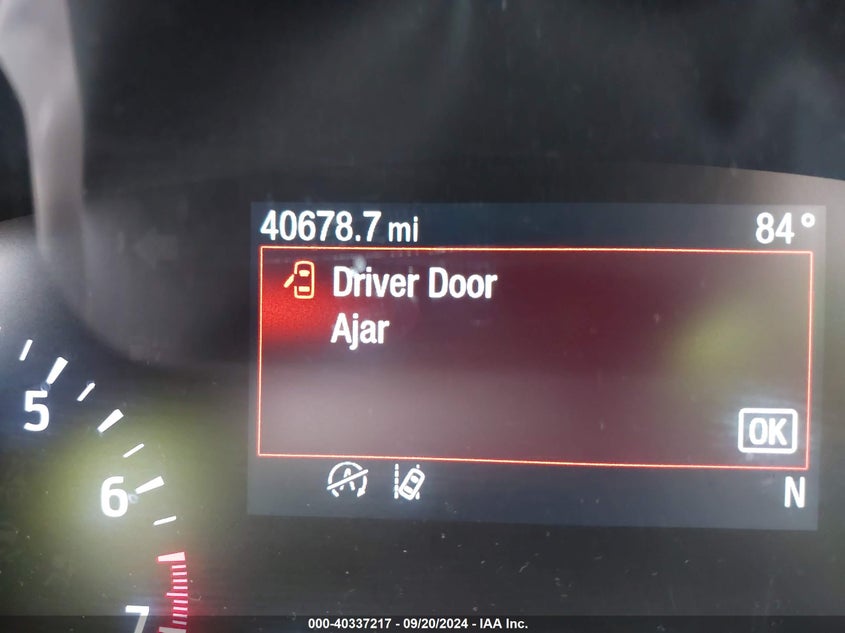 40678.7 mi 84°
Driver Door
Ajar
OK
N
5
6
7
000-40337217 - 09/20/2024 - IAA Inc.